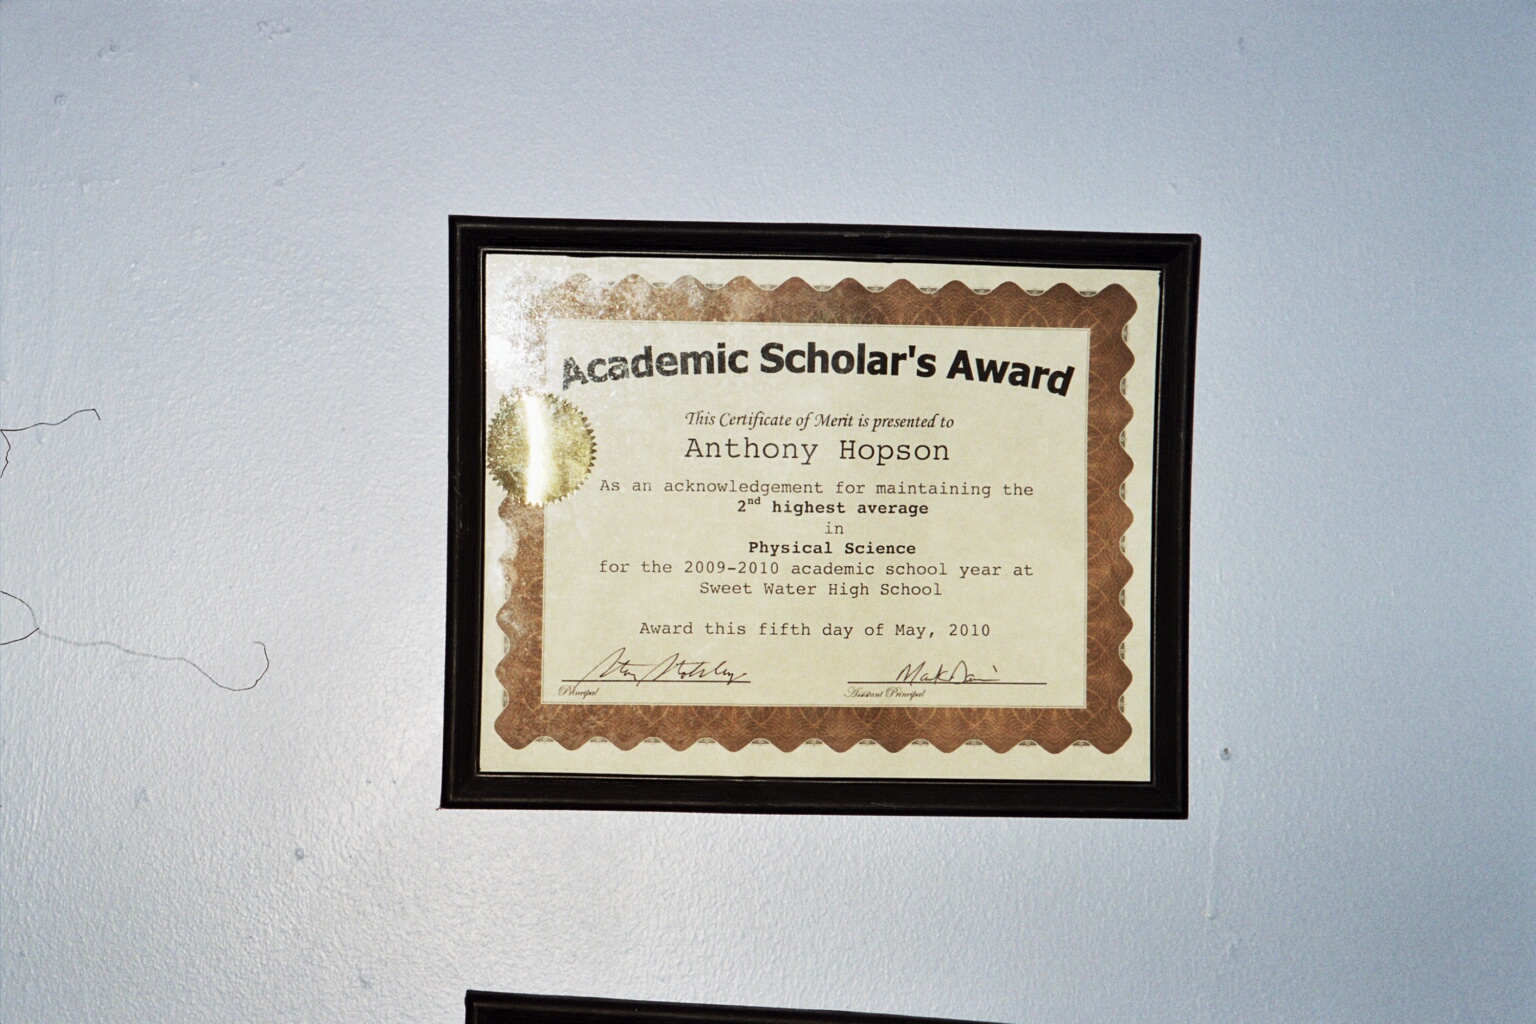 Academic Scholar's Award
This Certificate of Merit is presented to
Anthony Hopson
As an acknowledgement for maintaining the
2nd highest average
in
Physical Science
for the 2009-2010 academic school year at
Sweet Water High School
Award this fifth day of May, 2010
Principal
Assistant Principal